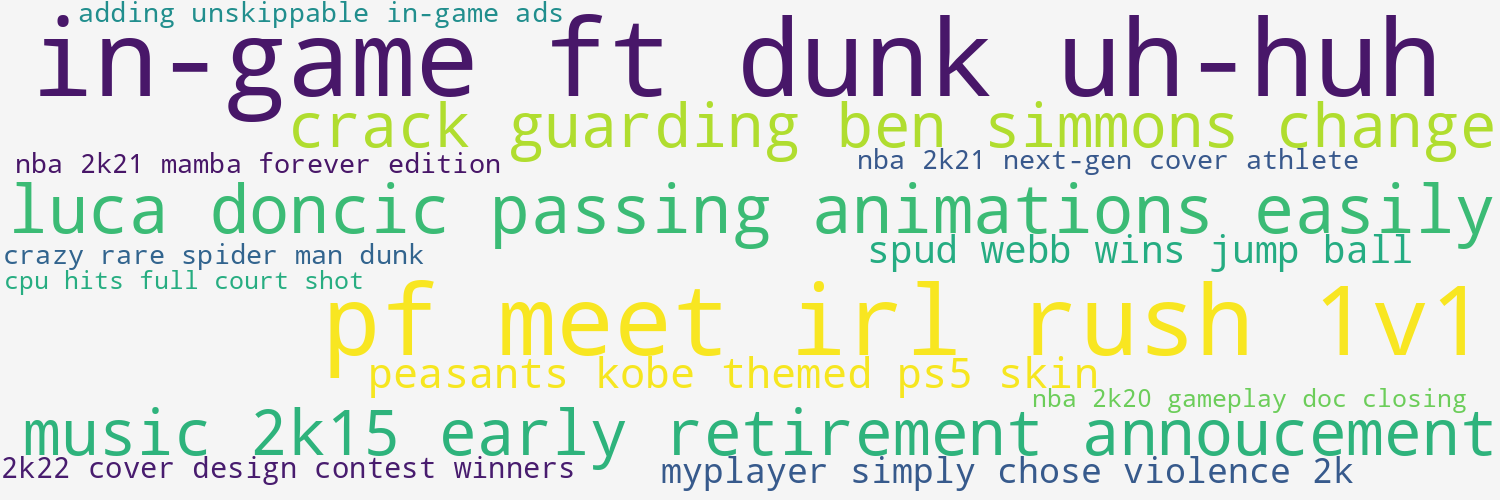 adding unskippable in-game ads
in-game ft dunk uh-huh
crack guarding ben simmons change
nba 2k21 mamba forever edition
nba 2k21 next-gen cover athlete
luca doncic passing animations easily
crazy rare spider man dunk
spud webb wins jump ball
cpu hits full court shot
pf meet irl rush 1v1
peasants kobe themed ps5 skin
nba 2k20 gameplay doc closing
music 2k15 early retirement annoucement
2k22 cover design contest winners
myplayer simply chose violence 2k